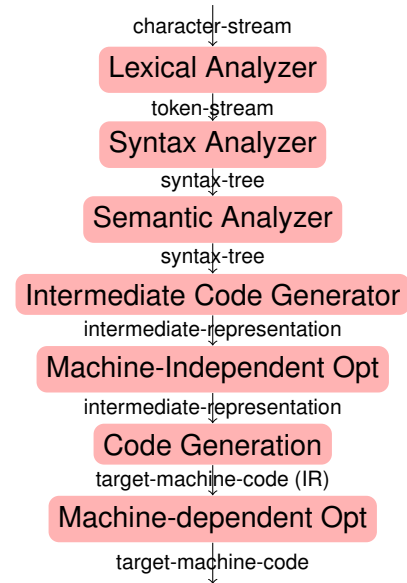 character-stream
Lexical Analyzer
token-stream
Syntax Analyzer
syntax-tree
Semantic Analyzer
syntax-tree
Intermediate Code Generator
intermediate-representation
Machine-Independent Opt
intermediate-representation
Code Generation
target-machine-code (IR)
Machine-dependent Opt
target-machine-code